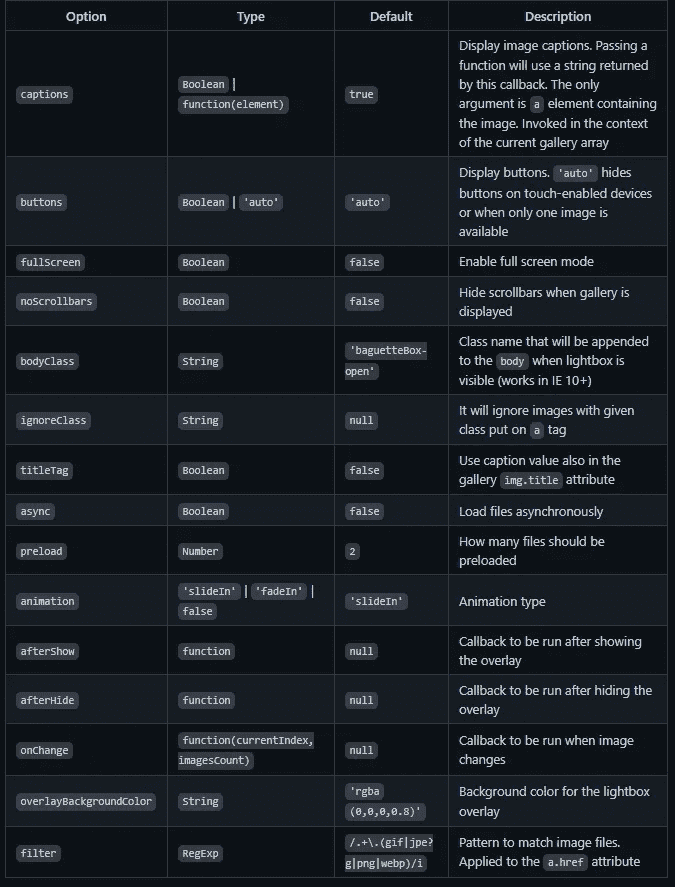 Option Type Default Description
captions
Boolean |
function(element)
true
Display image captions. Passing a
function will use a string returned
by this callback. The only
argument is a element containing
the image. Invoked in the context
of the current gallery array
buttons
Boolean | 'auto'
'auto'
Display buttons. 'auto' hides
buttons on touch-enabled devices
or when only one image is
available
fullScreen
Boolean
false
Enable full screen mode
noScrollbars
Boolean
false
Hide scrollbars when gallery is
displayed
bodyClass
String
'baguetteBox-
open'
Class name that will be appended
to the body when lightbox is
visible (works in IE 10+)
ignoreClass
String
null
It will ignore images with given
class put on a tag
titleTag
Boolean
false
Use caption value also in the
gallery img.title attribute
async
Boolean
false
Load files asynchronously
preload
Number
2
How many files should be
preloaded
animation
'slideIn' | 'fadeIn' |
false
'slideIn'
Animation type
afterShow
function
null
Callback to be run after showing
the overlay
afterHide
function
null
Callback to be run after hiding the
overlay
onChange
function(currentIndex,
imagesCount)
null
Callback to be run when image
changes
overlayBackgroundColor
String
'rgba
(0,0,0,0.8)'
Background color for the lightbox
overlay
filter
RegExp
/.+\.(gif|jpe?
g|png|webp)/i
Pattern to match image files.
Applied to the a.href attribute